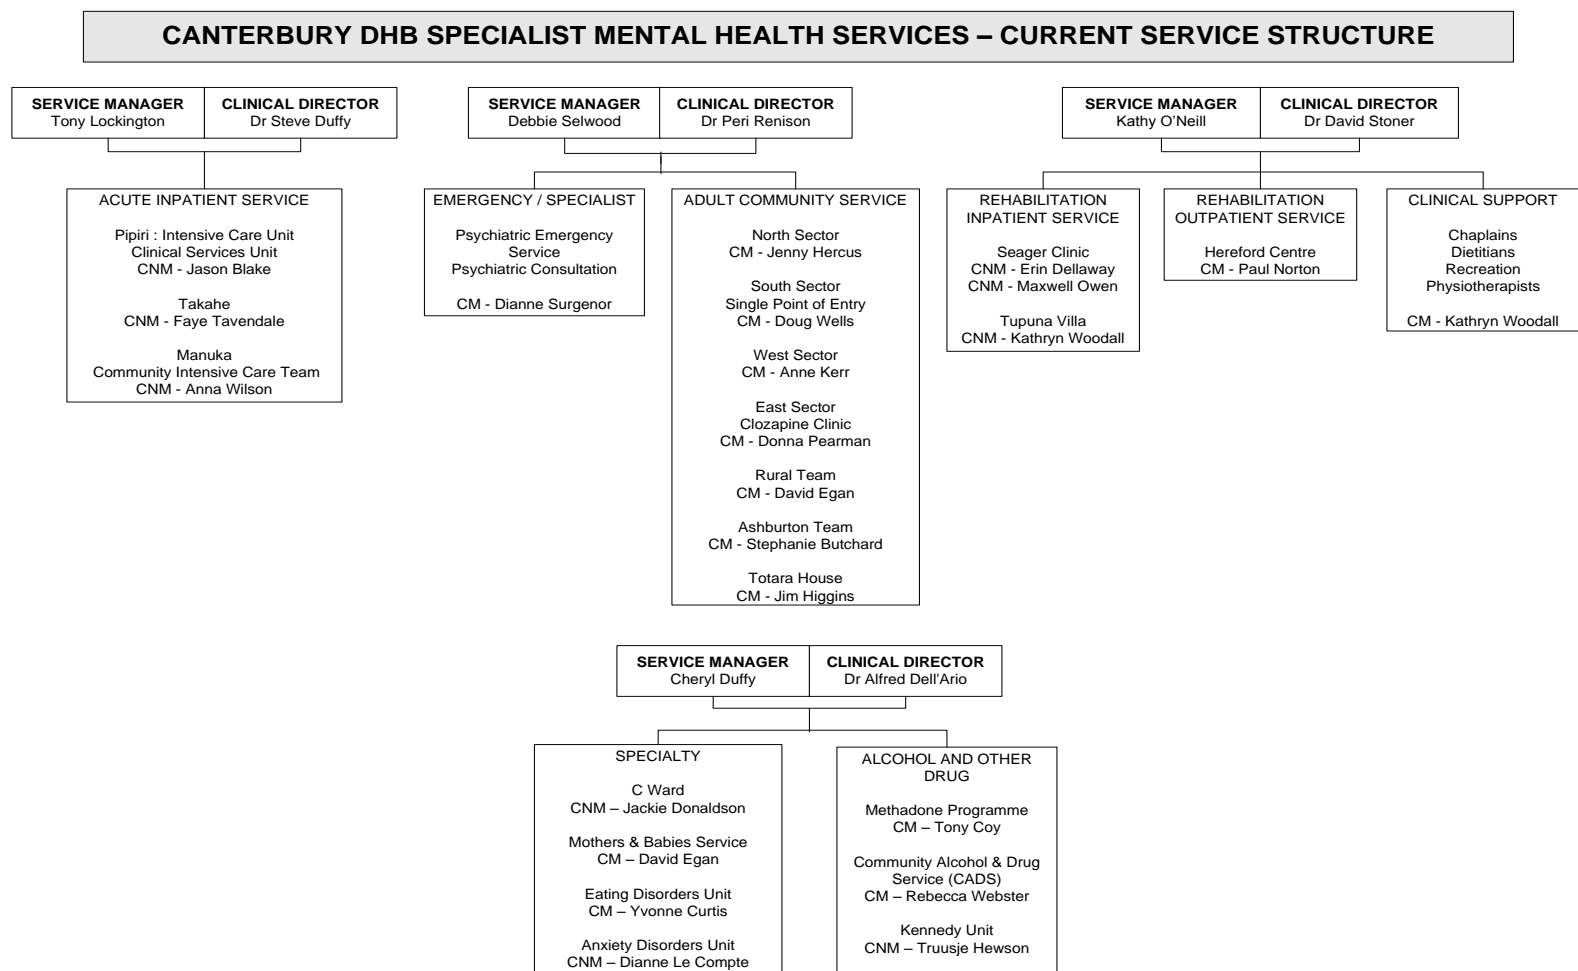 CANTERBURY DHB SPECIALIST MENTAL HEALTH SERVICES – CURRENT SERVICE STRUCTURE
SERVICE MANAGER
Tony Lockington
CLINICAL DIRECTOR
Dr Steve Duffy
ACUTE INPATIENT SERVICE
Pipiri : Intensive Care Unit
Clinical Services Unit
CNM - Jason Blake
Takahe
CNM - Faye Tavendale
Manuka
Community Intensive Care Team
CNM - Anna Wilson
SERVICE MANAGER
Debbie Selwood
CLINICAL DIRECTOR
Dr Peri Renison
EMERGENCY / SPECIALIST
Psychiatric Emergency
Service
Psychiatric Consultation
CM - Dianne Surgenor
ADULT COMMUNITY SERVICE
North Sector
CM - Jenny Hercus
South Sector
Single Point of Entry
CM - Doug Wells
West Sector
CM - Anne Kerr
East Sector
Clozapine Clinic
CM - Donna Pearman
Rural Team
CM - David Egan
Ashburton Team
CM - Stephanie Butchard
Totara House
CM - Jim Higgins
SERVICE MANAGER
Kathy O'Neill
CLINICAL DIRECTOR
Dr David Stoner
REHABILITATION
INPATIENT SERVICE
Seager Clinic
CNM - Erin Dellaway
CNM - Maxwell Owen
Tupuna Villa
CNM - Kathryn Woodall
REHABILITATION
OUTPATIENT SERVICE
Hereford Centre
CM - Paul Norton
CLINICAL SUPPORT
Chaplains
Dietitians
Recreation
Physiotherapists
CM - Kathryn Woodall
SERVICE MANAGER
Cheryl Duffy
CLINICAL DIRECTOR
Dr Alfred Dell'Ario
SPECIALTY
C Ward
CNM – Jackie Donaldson
Mothers & Babies Service
CM – David Egan
Eating Disorders Unit
CM – Yvonne Curtis
Anxiety Disorders Unit
CNM – Dianne Le Compte
ALCOHOL AND OTHER
DRUG
Methadone Programme
CM – Tony Coy
Community Alcohol & Drug
Service (CADS)
CM – Rebecca Webster
Kennedy Unit
CNM – Truusje Hewson